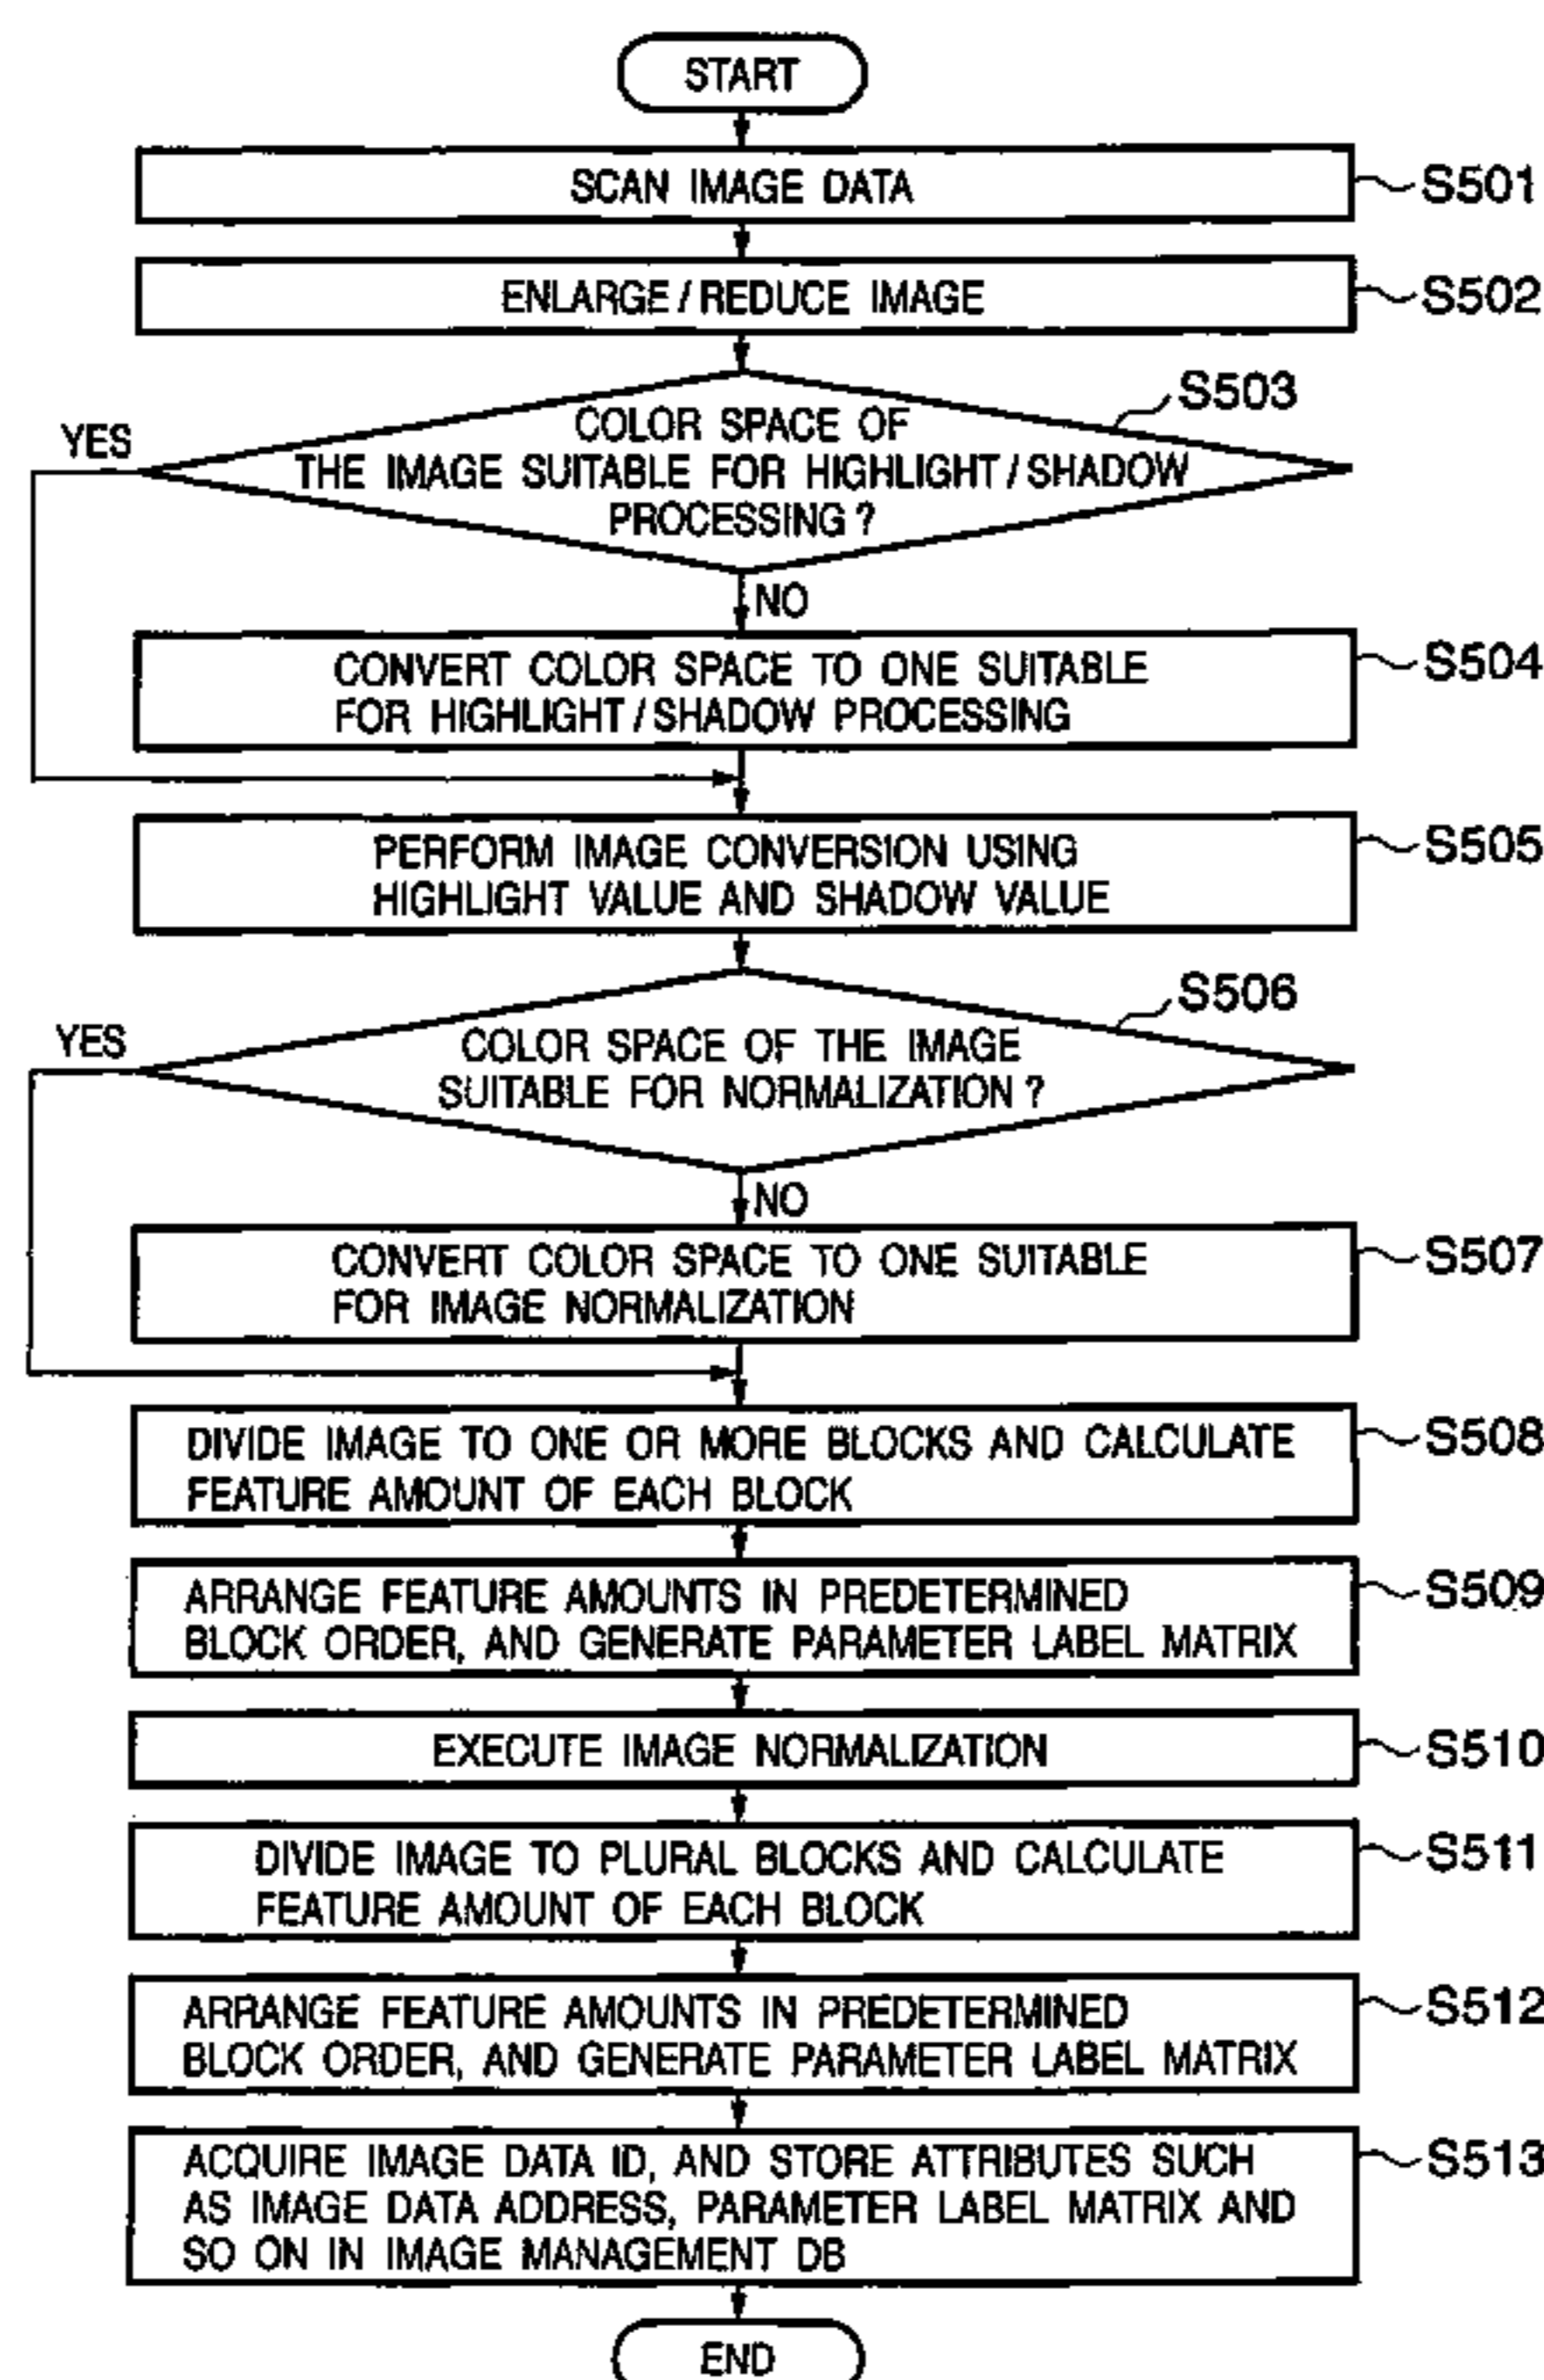 START
SCAN IMAGE DATA
S501
ENLARGE/REDUCE IMAGE
S502
S503
COLOR SPACE OF
THE IMAGE SUITABLE FOR HIGHLIGHT/SHADOW
PROCESSING?
YES
NO
CONVERT COLOR SPACE TO ONE SUITABLE
FOR HIGHLIGHT/SHADOW PROCESSING
S504
PERFORM IMAGE CONVERSION USING
HIGHLIGHT VALUE AND SHADOW VALUE
S505
S506
COLOR SPACE OF THE IMAGE
SUITABLE FOR NORMALIZATION?
YES
NO
CONVERT COLOR SPACE TO ONE SUITABLE
FOR IMAGE NORMALIZATION
S507
DIVIDE IMAGE TO ONE OR MORE BLOCKS AND CALCULATE
FEATURE AMOUNT OF EACH BLOCK
S508
ARRANGE FEATURE AMOUNTS IN PREDETERMINED
BLOCK ORDER, AND GENERATE PARAMETER LABEL MATRIX
S509
EXECUTE IMAGE NORMALIZATION
S510
DIVIDE IMAGE TO PLURAL BLOCKS AND CALCULATE
FEATURE AMOUNT OF EACH BLOCK
S511
ARRANGE FEATURE AMOUNTS IN PREDETERMINED
BLOCK ORDER, AND GENERATE PARAMETER LABEL MATRIX
S512
ACQUIRE IMAGE DATA ID, AND STORE ATTRIBUTES SUCH
AS IMAGE DATA ADDRESS, PARAMETER LABEL MATRIX AND
SO ON IN IMAGE MANAGEMENT DB
S513
END